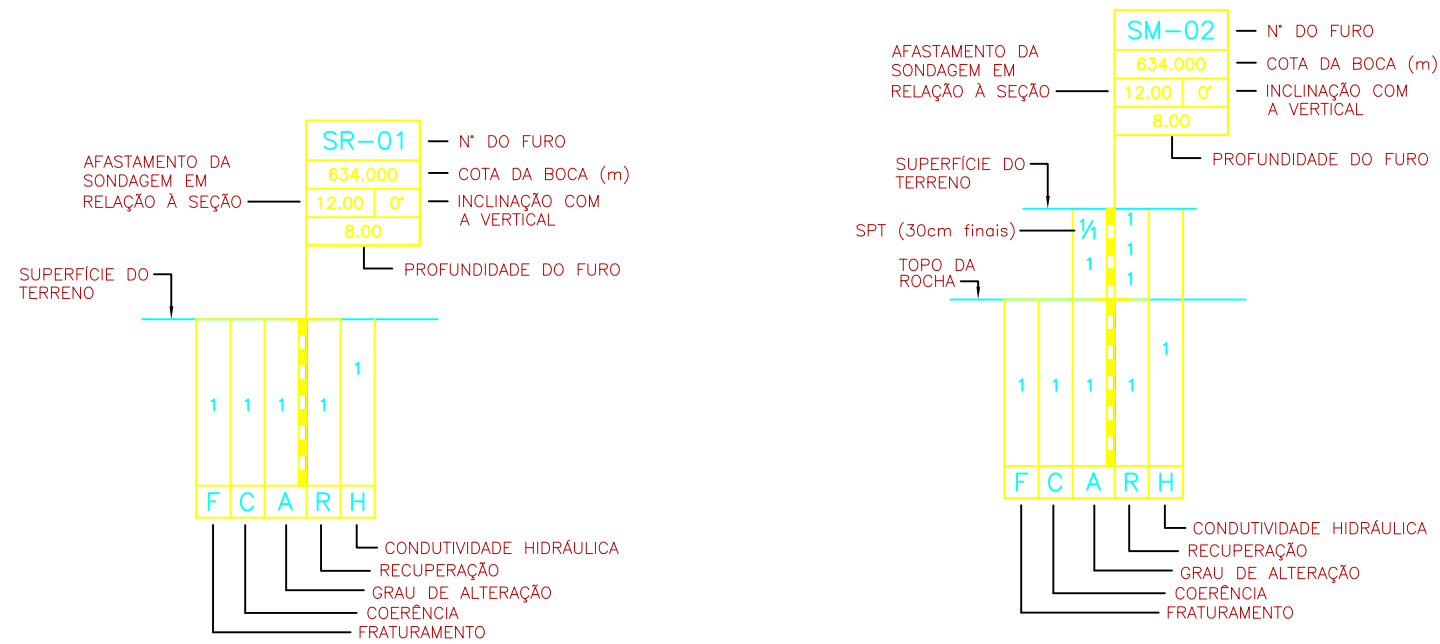 SR-01
N° DO FURO
AFASTAMENTO DA
SONDAGEM EM
RELAÇÃO À SEÇÃO
634.000
COTA DA BOCA (m)
12.00
0°
INCLINAÇÃO COM
A VERTICAL
8.00
PROFUNDIDADE DO FURO
SUPERFÍCIE DO
TERRENO
1
1
1
1
1
F
C
A
R
H
CONDUTIVIDADE HIDRÁULICA
RECUPERAÇÃO
GRAU DE ALTERAÇÃO
COERÊNCIA
FRATURAMENTO
SM-02
N° DO FURO
AFASTAMENTO DA
SONDAGEM EM
RELAÇÃO À SEÇÃO
634.000
COTA DA BOCA (m)
12.00
0°
INCLINAÇÃO COM
A VERTICAL
8.00
PROFUNDIDADE DO FURO
SUPERFÍCIE DO
TERRENO
SPT (30cm finais)
1/1
1
1
1
1
TOPO DA
ROCHA
1
1
1
1
1
F
C
A
R
H
CONDUTIVIDADE HIDRÁULICA
RECUPERAÇÃO
GRAU DE ALTERAÇÃO
COERÊNCIA
FRATURAMENTO